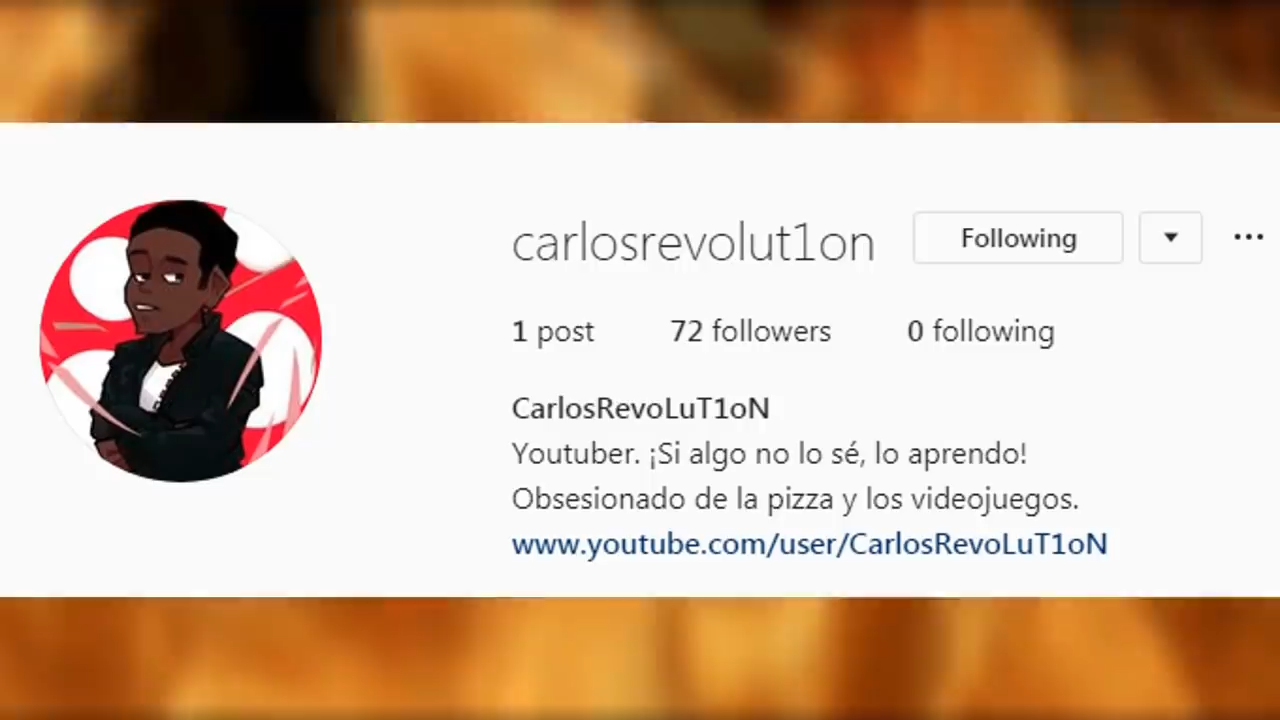 carlosrevolut1on Following ▼ ...
1 post 72 followers 0 following
CarlosRevoLuT1oN
Youtuber. ¡Si algo no lo sé, lo aprendo!
Obsesionado de la pizza y los videojuegos.
www.youtube.com/user/CarlosRevoLuT1oN